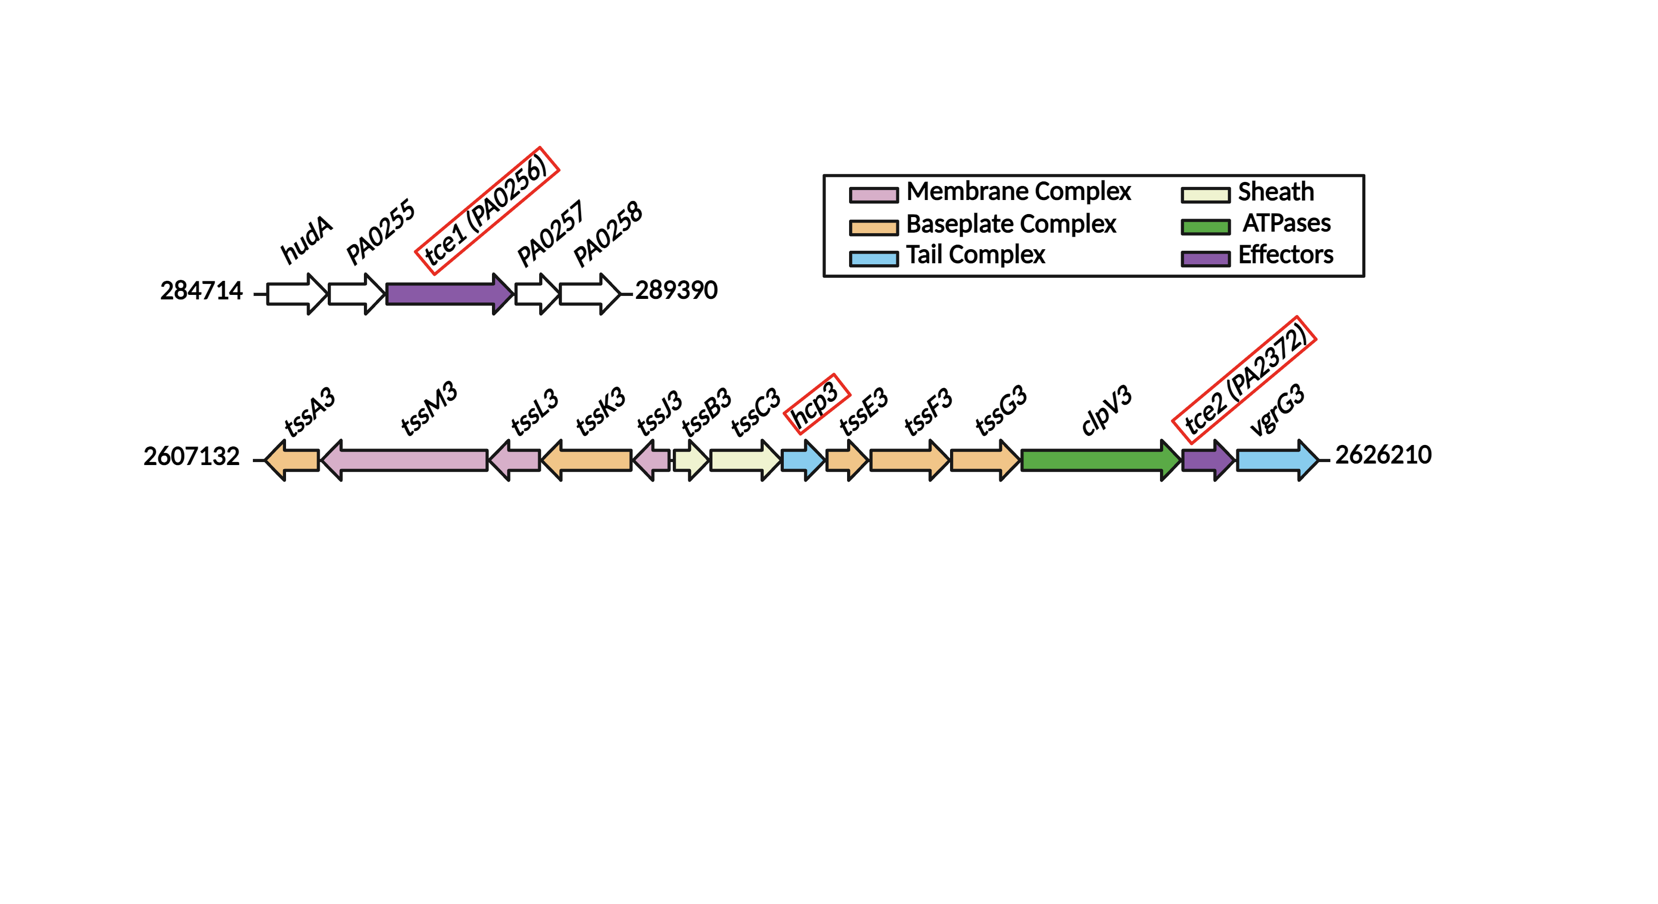 hudA
PA0255
tce1 (PA0256)
PA0257
PA0258
284714
289390
Membrane Complex
Baseplate Complex
Tail Complex
Sheath
ATPases
Effectors
tssA3
tssM3
tssL3
tssK3
tssJ3
tssB3
tssC3
hcp3
tssE3
tssF3
tssG3
clpV3
tce2 (PA2372)
vgrG3
2607132
2626210